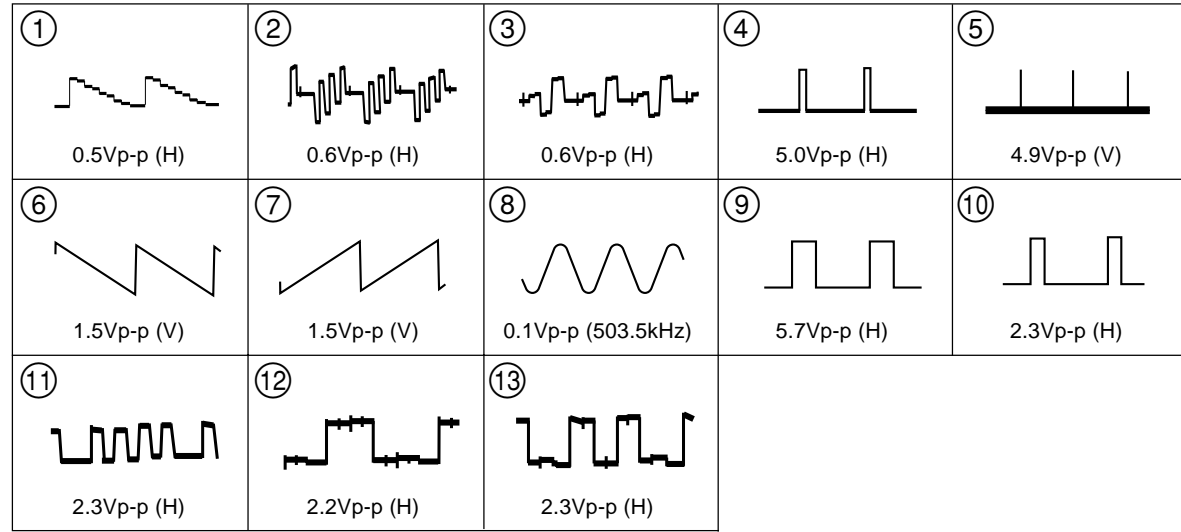 ① ② ③ ④ ⑤
0.5Vp-p (H) 0.6Vp-p (H) 0.6Vp-p (H) 5.0Vp-p (H) 4.9Vp-p (V)
⑥ ⑦ ⑧ ⑨ ⑩
1.5Vp-p (V) 1.5Vp-p (V) 0.1Vp-p (503.5kHz) 5.7Vp-p (H) 2.3Vp-p (H)
⑪ ⑫ ⑬
2.3Vp-p (H) 2.2Vp-p (H) 2.3Vp-p (H)